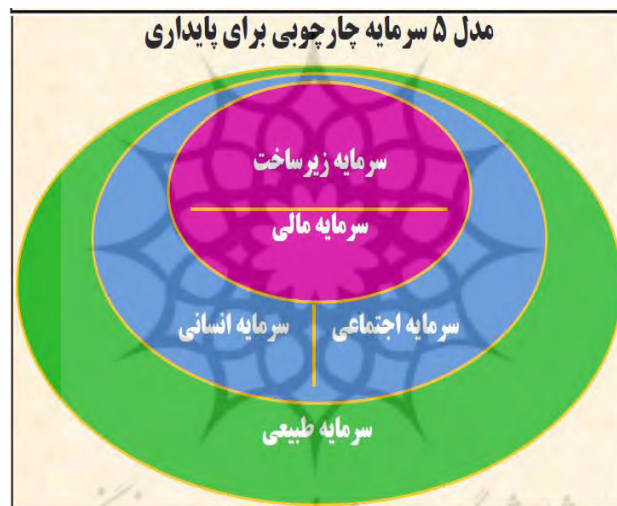 مدل ۵ سرمایه چارچوبی برای پایداری
سرمایه زیرساخت
سرمایه مالی
سرمایه اجتماعی
سرمایه انسانی
سرمایه طبیعی